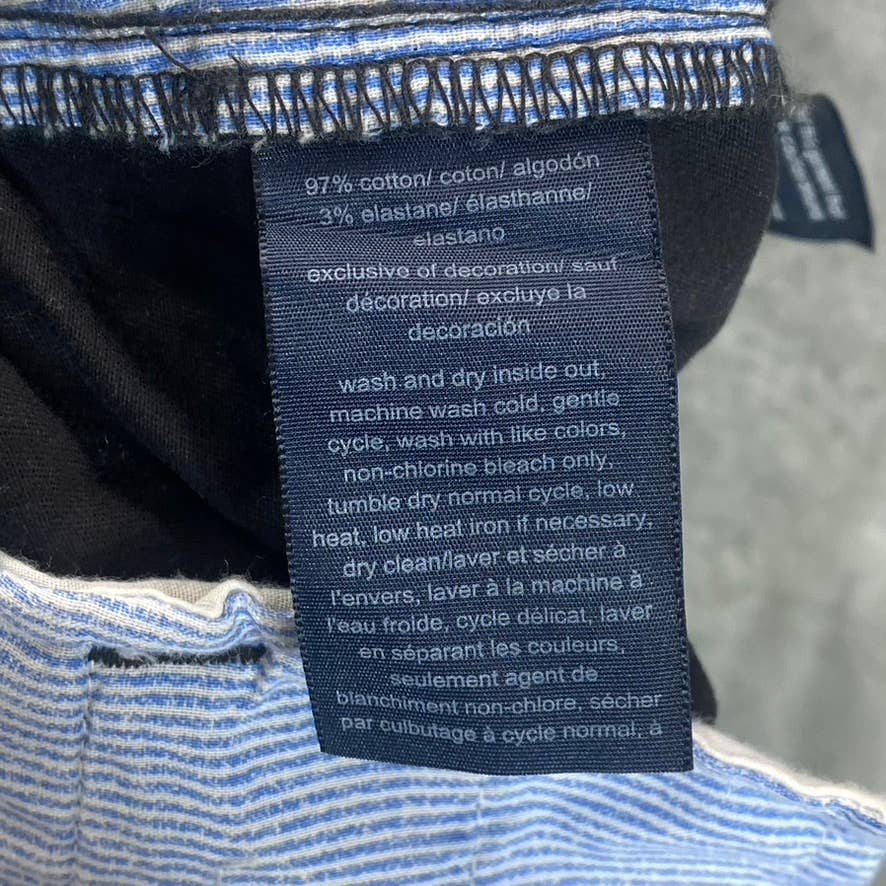 97% cotton/ coton/ algodón
3% elastane/ élasthanne/
elastano
exclusive of decoration/ sauf
décoration/ excluye la
decoración
wash and dry inside out,
machine wash cold, gentle
cycle, wash with like colors,
non-chlorine bleach only,
tumble dry normal cycle, low
heat, low heat iron if necessary,
dry clean/laver et sécher à
l'envers, laver à la machine à
l'eau froide, cycle délicat, laver
en séparant les couleurs,
seulement agent de
blanchiment non-chlore, sécher
par culbutage à cycle normal, à